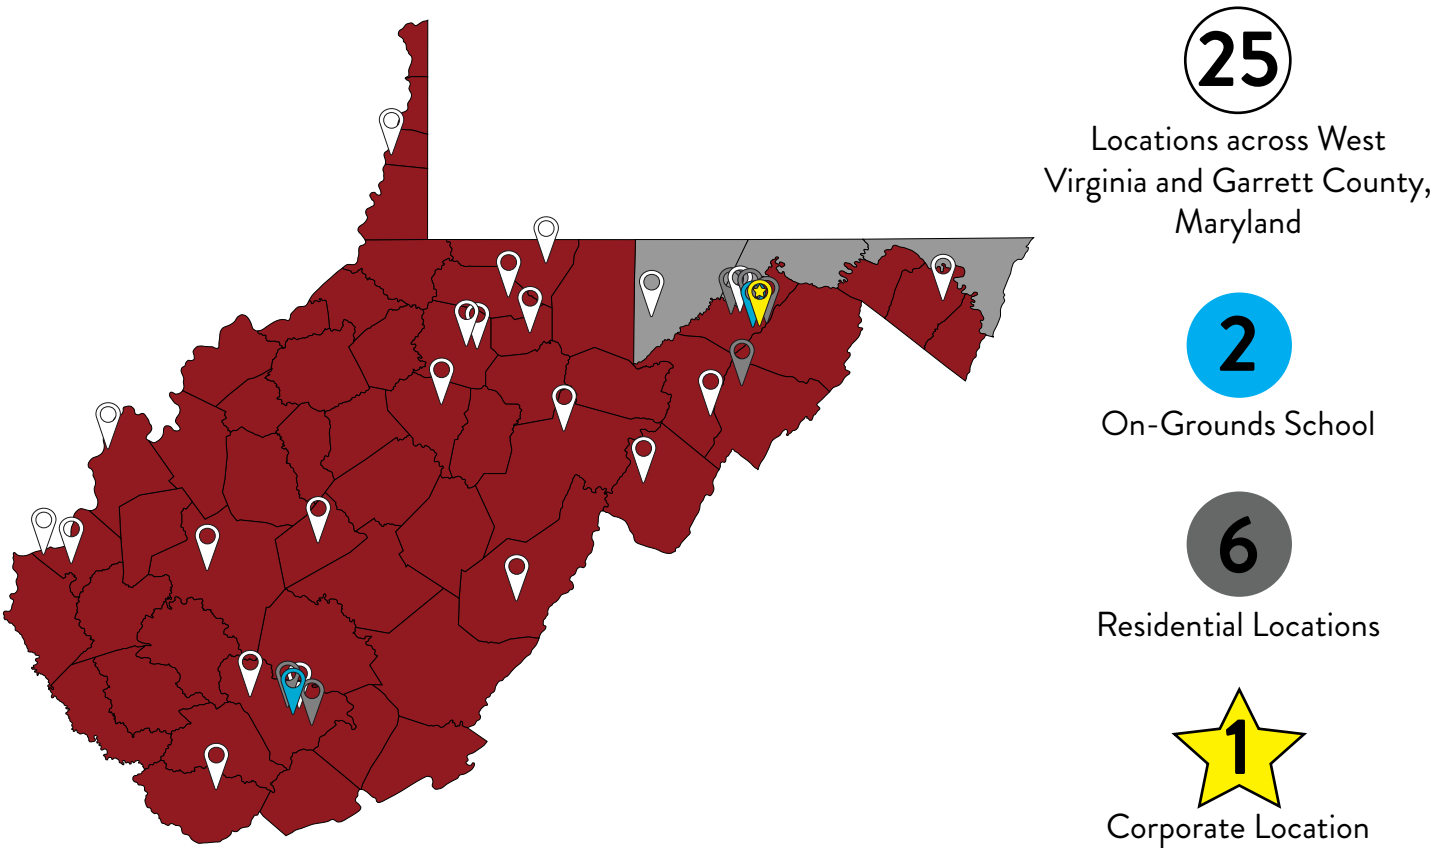 25
Locations across West
Virginia and Garrett County,
Maryland
2
On-Grounds School
6
Residential Locations
1
Corporate Location